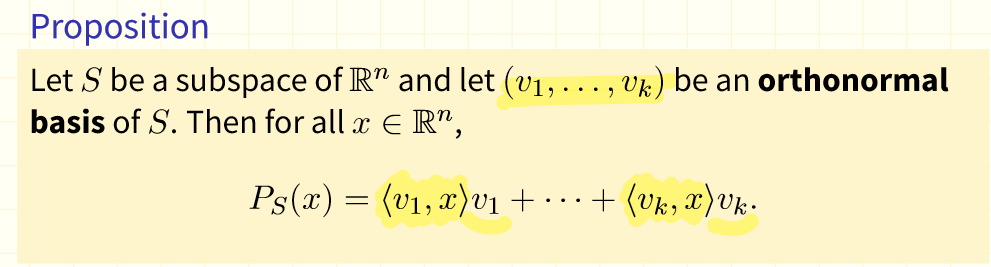 Proposition
Let S be a subspace of ℝⁿ and let (v₁, . . . , vₖ) be an orthonormal
basis of S. Then for all x ∈ ℝⁿ,
P_S(x) = ⟨v₁, x⟩v₁ + · · · + ⟨vₖ, x⟩vₖ.